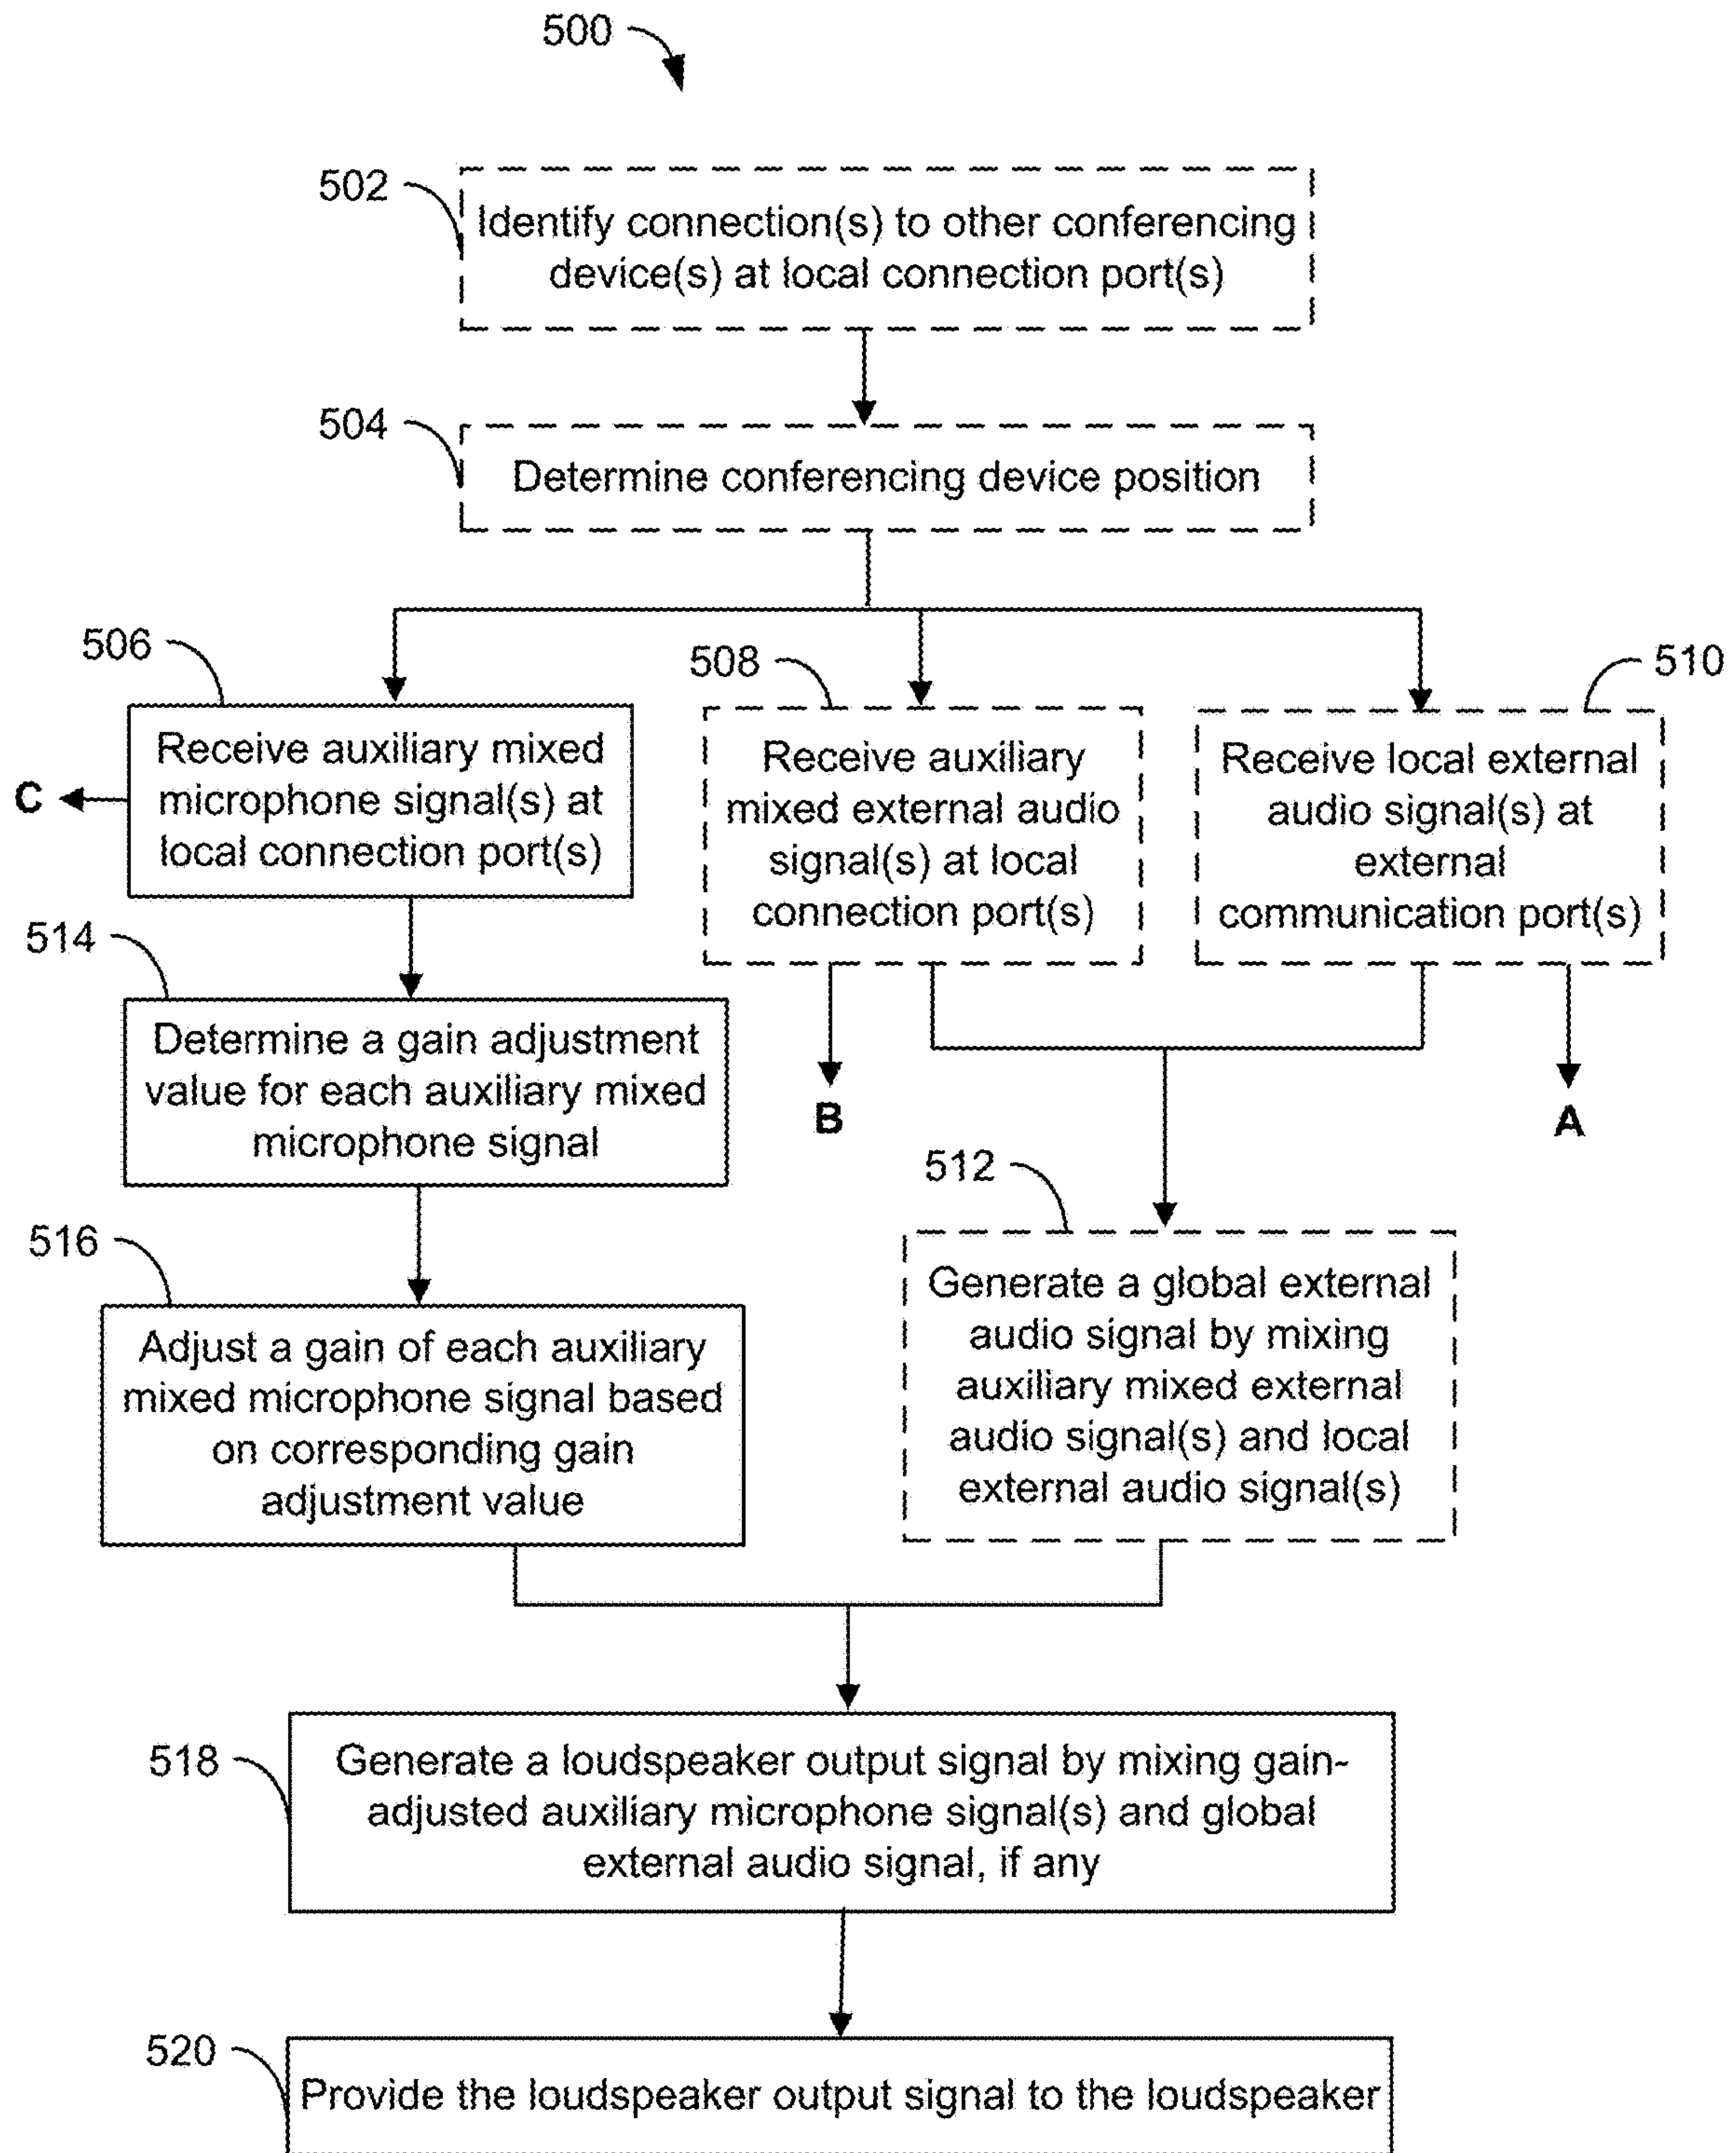 500
502
Identify connection(s) to other conferencing
device(s) at local connection port(s)
504
Determine conferencing device position
506
Receive auxiliary mixed
microphone signal(s) at
local connection port(s)
C
508
Receive auxiliary
mixed external audio
signal(s) at local
connection port(s)
B
510
Receive local external
audio signal(s) at
external
communication port(s)
A
514
Determine a gain adjustment
value for each auxiliary mixed
microphone signal
512
Generate a global external
audio signal by mixing
auxiliary mixed external
audio signal(s) and local
external audio signal(s)
516
Adjust a gain of each auxiliary
mixed microphone signal based
on corresponding gain
adjustment value
518
Generate a loudspeaker output signal by mixing gain-
adjusted auxiliary microphone signal(s) and global
external audio signal, if any
520
Provide the loudspeaker output signal to the loudspeaker